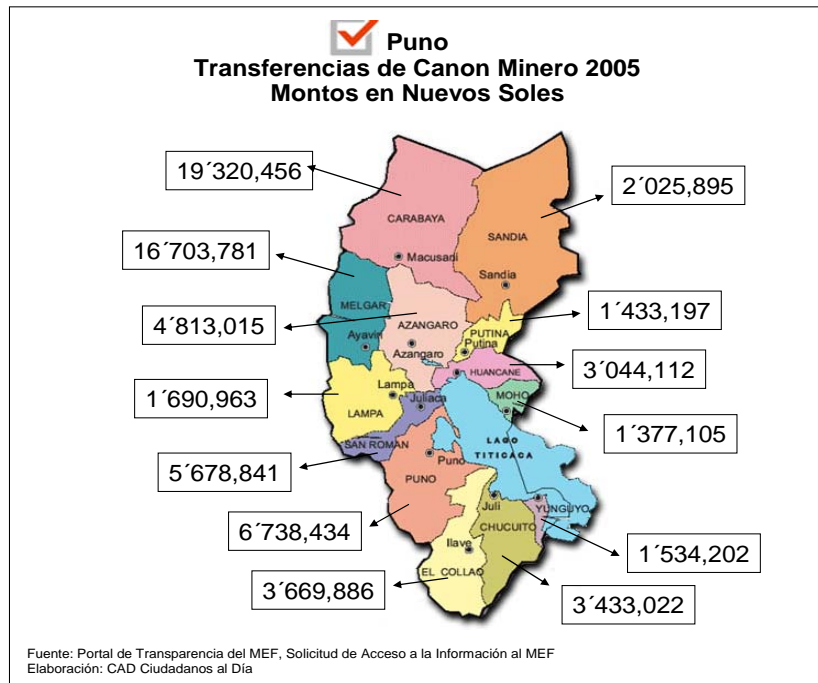 Puno
Transferencias de Canon Minero 2005
Montos en Nuevos Soles
19´320,456
2´025,895
CARABAYA
SANDIA
16´703,781
Macusani
Sandia
MELGAR
1´433,197
4´813,015
AZANGARO
PUTINA
Ayaviri
Azangaro
Putina
HUANCANE
3´044,112
1´690,963
Lampa
MOHO
Juliaca
LAMPA
1´377,105
LAGO
SAN ROMAN
TITICACA
Puno
5´678,841
PUNO
Juli
YUNGUYO
6´738,434
CHUCUITO
Ilave
1´534,202
EL COLLAO
3´669,886
3´433,022
Fuente: Portal de Transparencia del MEF, Solicitud de Acceso a la Información al MEF
Elaboración: CAD Ciudadanos al Día